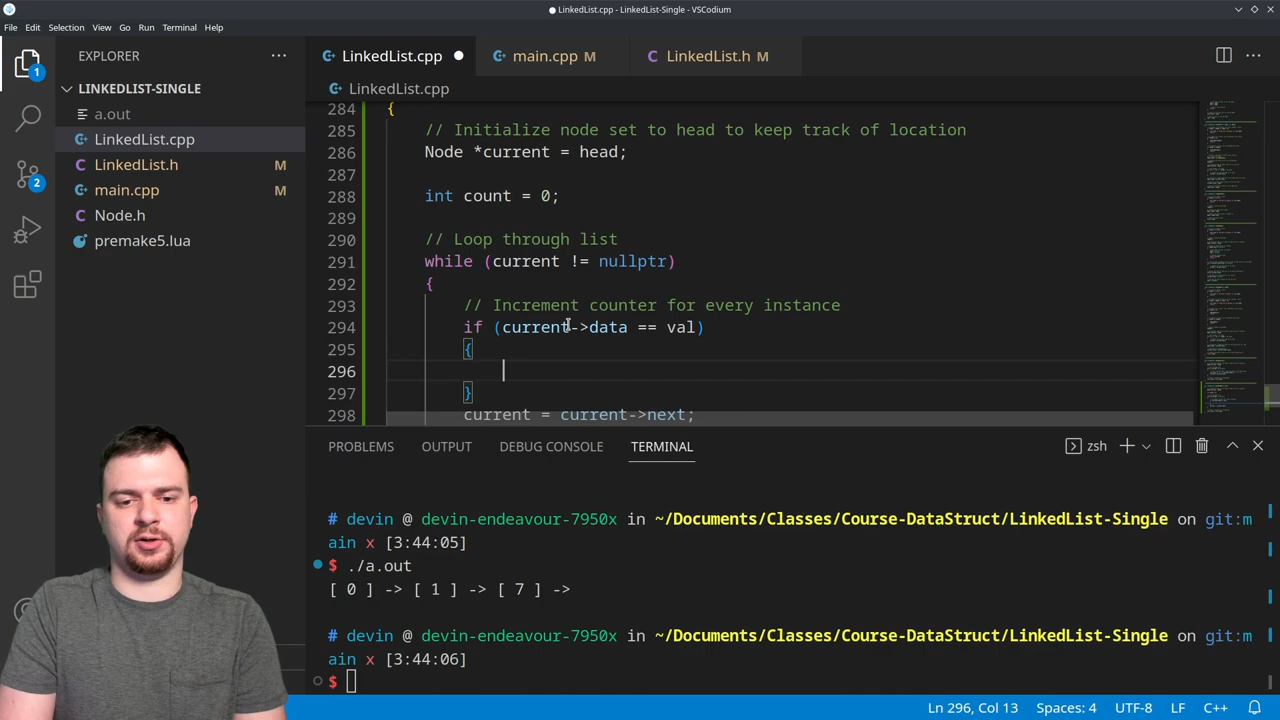 LinkedList.cpp - LinkedList-Single - VSCodium
File Edit Selection View Go Run Terminal Help
EXPLORER
LinkedList.cpp
main.cpp M
LinkedList.h M
LINKEDLIST-SINGLE
a.out
LinkedList.cpp
LinkedList.h M
main.cpp M
Node.h
premake5.lua
1
2
LinkedList.cpp
284 {
285 // Initialize node set to head to keep track of location
286 Node *current = head;
287
288 int count = 0;
289
290 // Loop through list
291 while (current != nullptr)
292 {
293 // Increment counter for every instance
294 if (current->data == val)
295 {
296
297 }
298 current = current->next;
PROBLEMS OUTPUT DEBUG CONSOLE TERMINAL
zsh
# devin @ devin-endeavour-7950x in ~/Documents/Classes/Course-DataStruct/LinkedList-Single on git:m
ain x [3:44:05]
$ ./a.out
[ 0 ] -> [ 1 ] -> [ 7 ] ->
# devin @ devin-endeavour-7950x in ~/Documents/Classes/Course-DataStruct/LinkedList-Single on git:m
ain x [3:44:06]
$
Ln 296, Col 13 Spaces: 4 UTF-8 LF C++